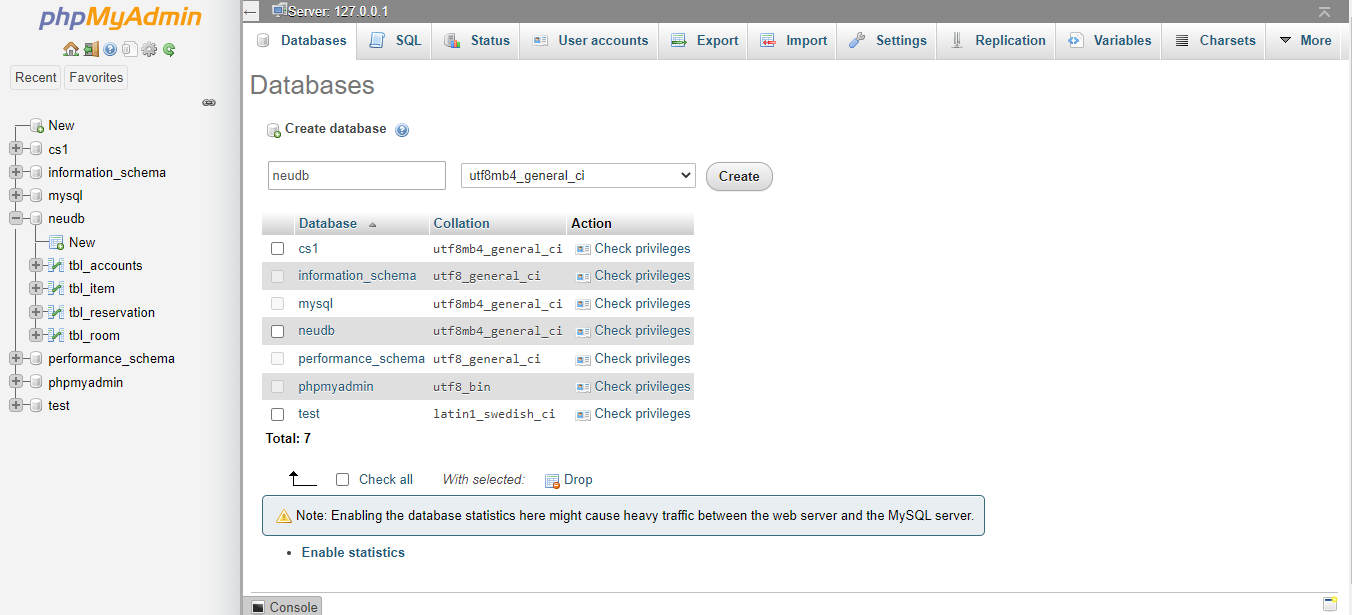 phpMyAdmin
Recent Favorites
New
cs1
information_schema
mysql
neudb
New
tbl_accounts
tbl_item
tbl_reservation
tbl_room
performance_schema
phpmyadmin
test
Server: 127.0.0.1
Databases SQL Status User accounts Export Import Settings Replication Variables Charsets More
Databases
Create database
neudb utf8mb4_general_ci Create
Database Collation Action
cs1 utf8mb4_general_ci Check privileges
information_schema utf8_general_ci Check privileges
mysql utf8mb4_general_ci Check privileges
neudb utf8mb4_general_ci Check privileges
performance_schema utf8_general_ci Check privileges
phpmyadmin utf8_bin Check privileges
test latin1_swedish_ci Check privileges
Total: 7
Check all With selected: Drop
Note: Enabling the database statistics here might cause heavy traffic between the web server and the MySQL server.
• Enable statistics
Console